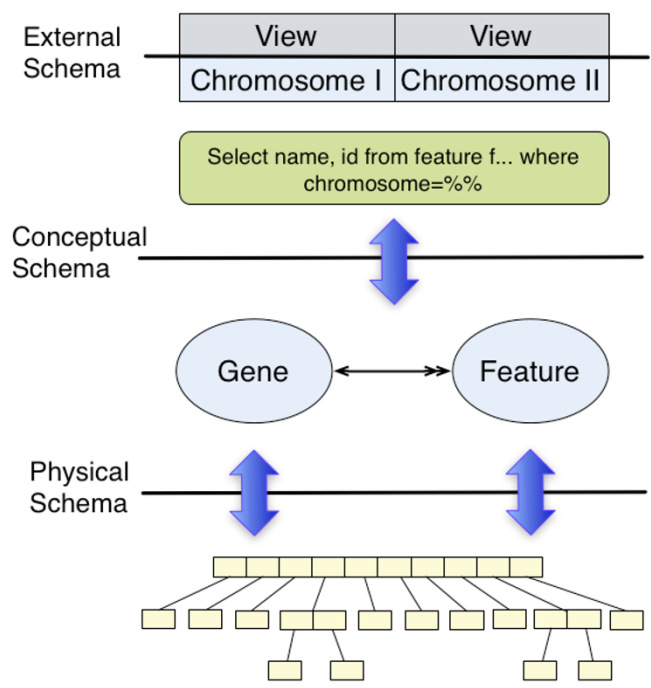 External
Schema
View
View
Chromosome I
Chromosome II
Select name, id from feature f... where
chromosome=%%
Conceptual
Schema
Gene
Feature
Physical
Schema